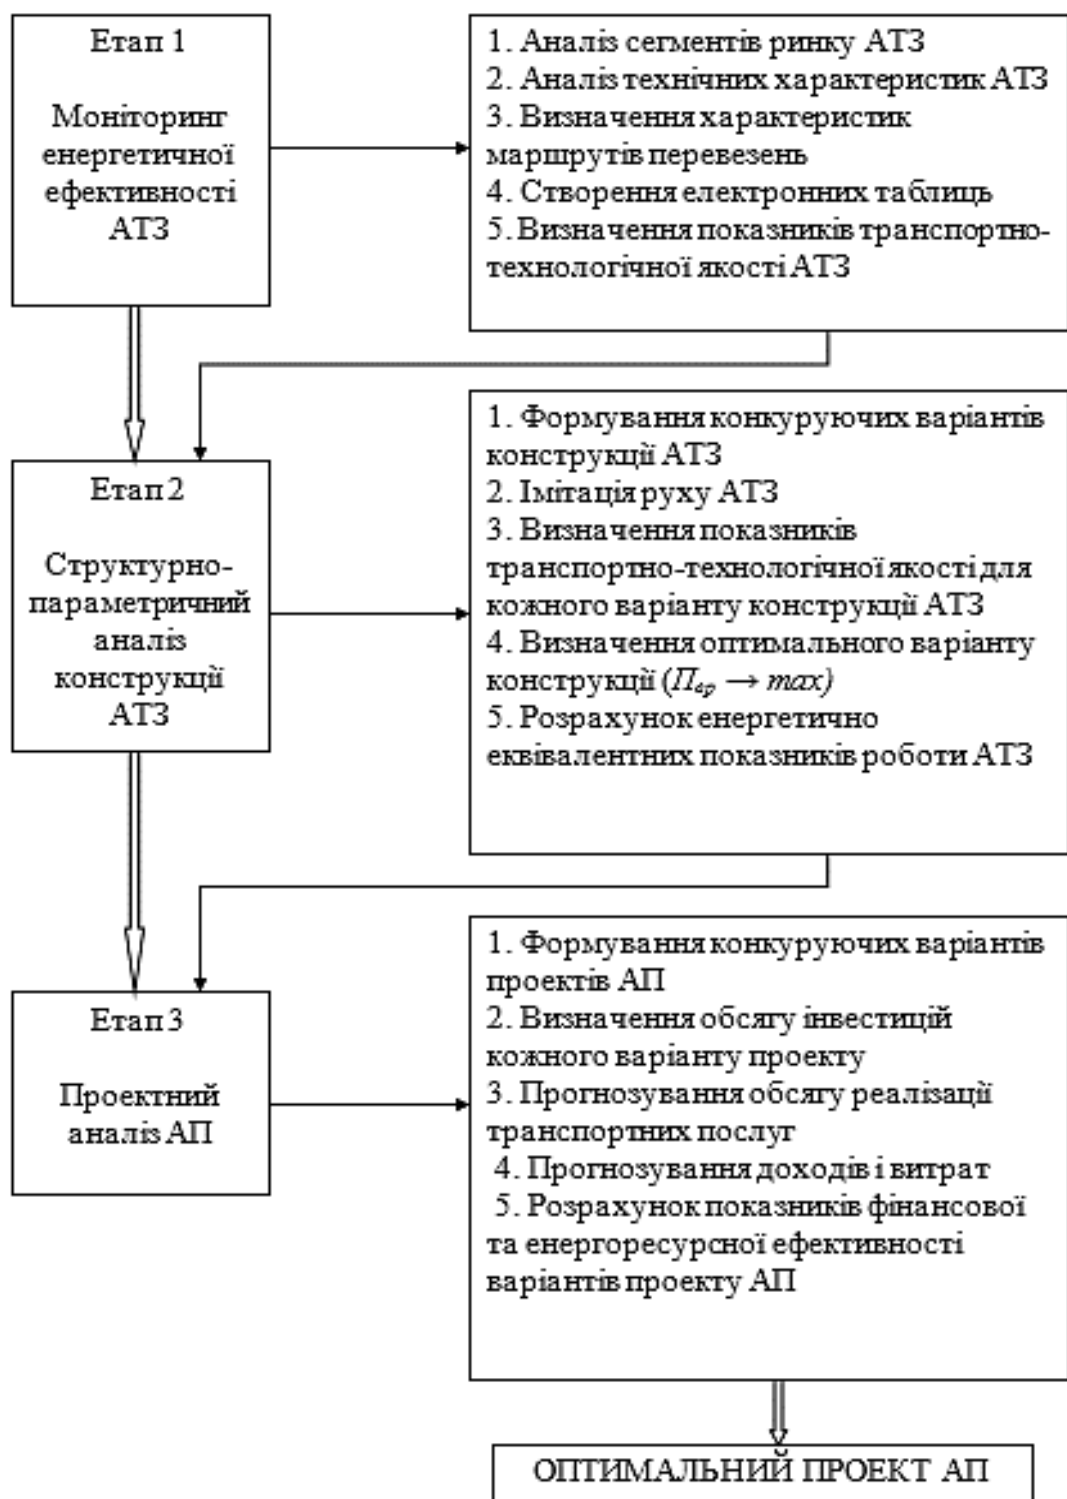 Етап 1
Моніторинг
енергетичної
ефективності
АТЗ
1. Аналіз сегментів ринку АТЗ
2. Аналіз технічних характеристик АТЗ
3. Визначення характеристик
маршрутів перевезень
4. Створення електронних таблиць
5. Визначення показників транспортно-
технологічної якості АТЗ
Етап 2
Структурно-
параметричний
аналіз
конструкції
АТЗ
1. Формування конкуруючих варіантів
конструкції АТЗ
2. Імітація руху АТЗ
3. Визначення показників
транспортно-технологічної якості для
кожного варіанту конструкції АТЗ
4. Визначення оптимального варіанту
конструкції (Пер → max)
5. Розрахунок енергетично
еквівалентних показників роботи АТЗ
Етап 3
Проектний
аналіз АП
1. Формування конкуруючих варіантів
проектів АП
2. Визначення обсягу інвестицій
кожного варіанту проекту
3. Прогнозування обсягу реалізації
транспортних послуг
4. Прогнозування доходів і витрат
5. Розрахунок показників фінансової
та енергоресурсної ефективності
варіантів проекту АП
ОПТИМАЛЬНИЙ ПРОЕКТ АП